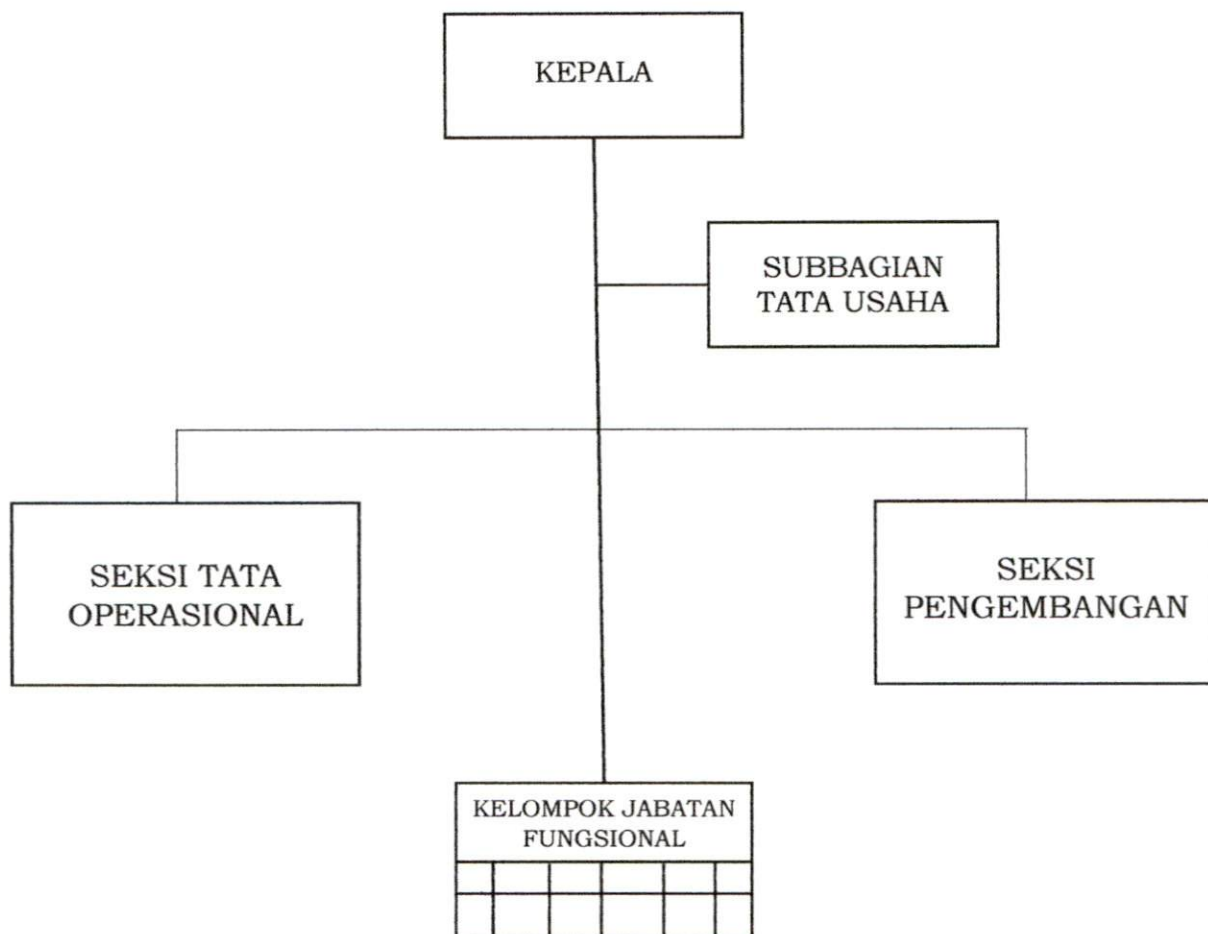 KEPALA
SUBBAGIAN
TATA USAHA
SEKSI TATA
OPERASIONAL
SEKSI
PENGEMBANGAN
KELOMPOK JABATAN
FUNGSIONAL